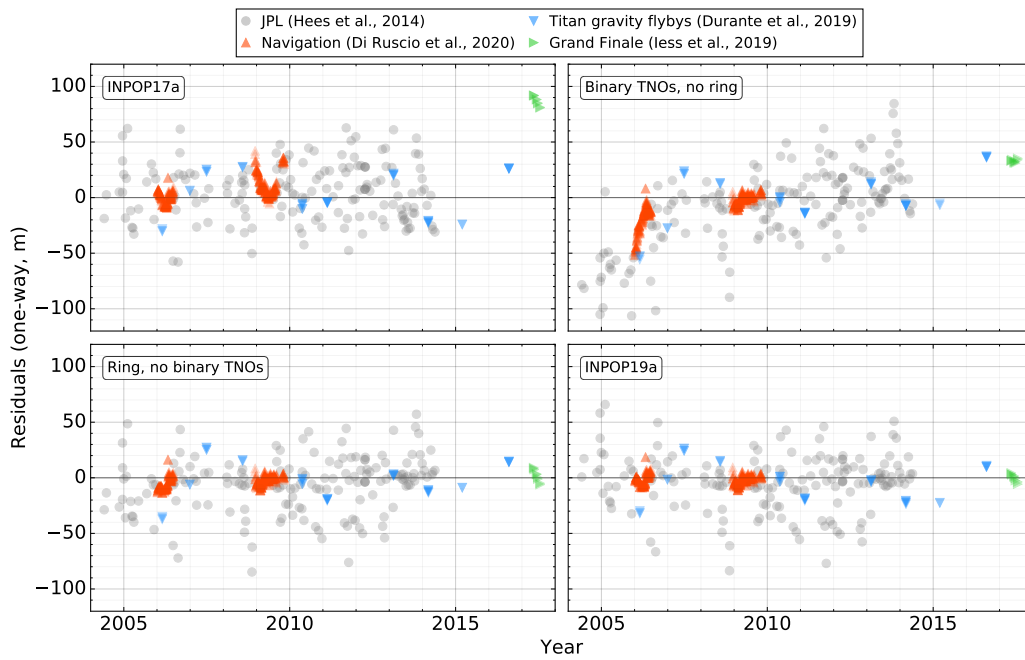 JPL (Hees et al., 2014)
Titan gravity flybys (Durante et al., 2019)
Navigation (Di Ruscio et al., 2020)
Grand Finale (Iess et al., 2019)
INPOP17a
Binary TNOs, no ring
100
50
0
−50
−100
Ring, no binary TNOs
INPOP19a
100
50
0
−50
−100
Residuals (one-way, m)
2005
2010
2015
2005
2010
2015
Year